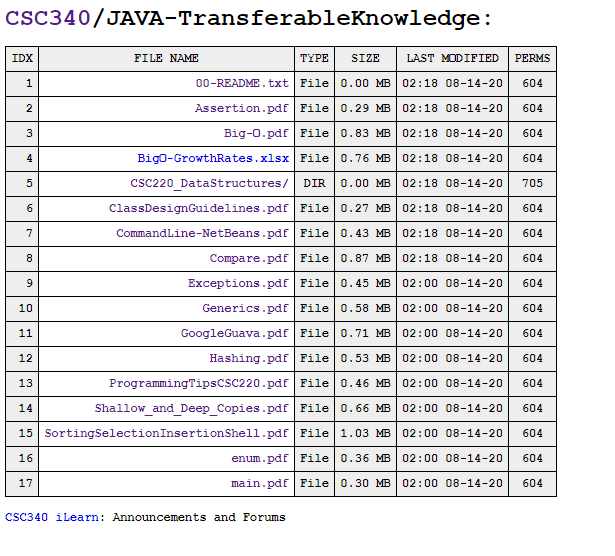 CSC340/JAVA-TransferableKnowledge:
IDX FILE NAME TYPE SIZE LAST MODIFIED PERMS
1 00-README.txt File 0.00 MB 02:18 08-14-20 604
2 Assertion.pdf File 0.29 MB 02:18 08-14-20 604
3 Big-O.pdf File 0.83 MB 02:18 08-14-20 604
4 BigO-GrowthRates.xlsx File 0.76 MB 02:18 08-14-20 604
5 CSC220_DataStructures/ DIR 0.00 MB 02:18 08-14-20 705
6 ClassDesignGuidelines.pdf File 0.27 MB 02:18 08-14-20 604
7 CommandLine-NetBeans.pdf File 0.43 MB 02:18 08-14-20 604
8 Compare.pdf File 0.87 MB 02:18 08-14-20 604
9 Exceptions.pdf File 0.45 MB 02:00 08-14-20 604
10 Generics.pdf File 0.58 MB 02:00 08-14-20 604
11 GoogleGuava.pdf File 0.71 MB 02:00 08-14-20 604
12 Hashing.pdf File 0.53 MB 02:00 08-14-20 604
13 ProgrammingTipsCSC220.pdf File 0.46 MB 02:00 08-14-20 604
14 Shallow_and_Deep_Copies.pdf File 0.66 MB 02:00 08-14-20 604
15 SortingSelectionInsertionShell.pdf File 1.03 MB 02:00 08-14-20 604
16 enum.pdf File 0.36 MB 02:00 08-14-20 604
17 main.pdf File 0.30 MB 02:00 08-14-20 604
CSC340 iLearn: Announcements and Forums